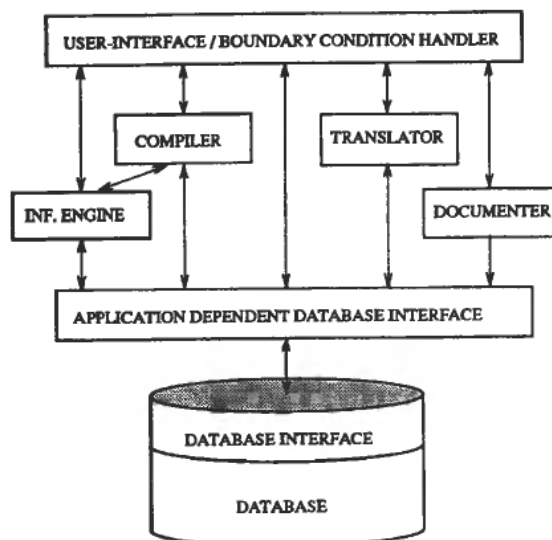 USER-INTERFACE / BOUNDARY CONDITION HANDLER
COMPILER
TRANSLATOR
INF. ENGINE
DOCUMENTER
APPLICATION DEPENDENT DATABASE INTERFACE
DATABASE INTERFACE
DATABASE